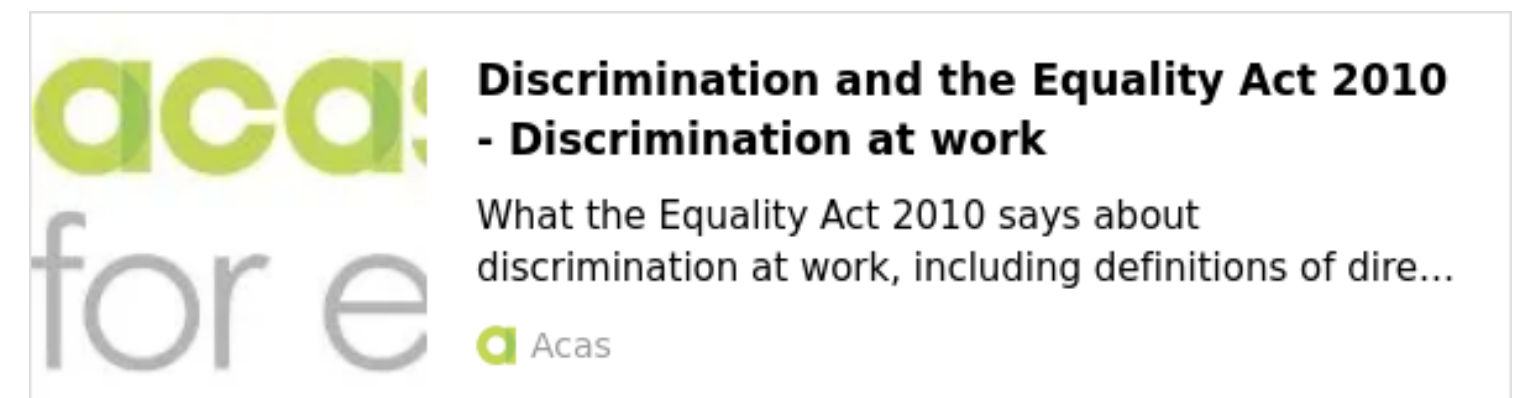 acas
for e
Discrimination and the Equality Act 2010
- Discrimination at work
What the Equality Act 2010 says about
discrimination at work, including definitions of dire...
a Acas